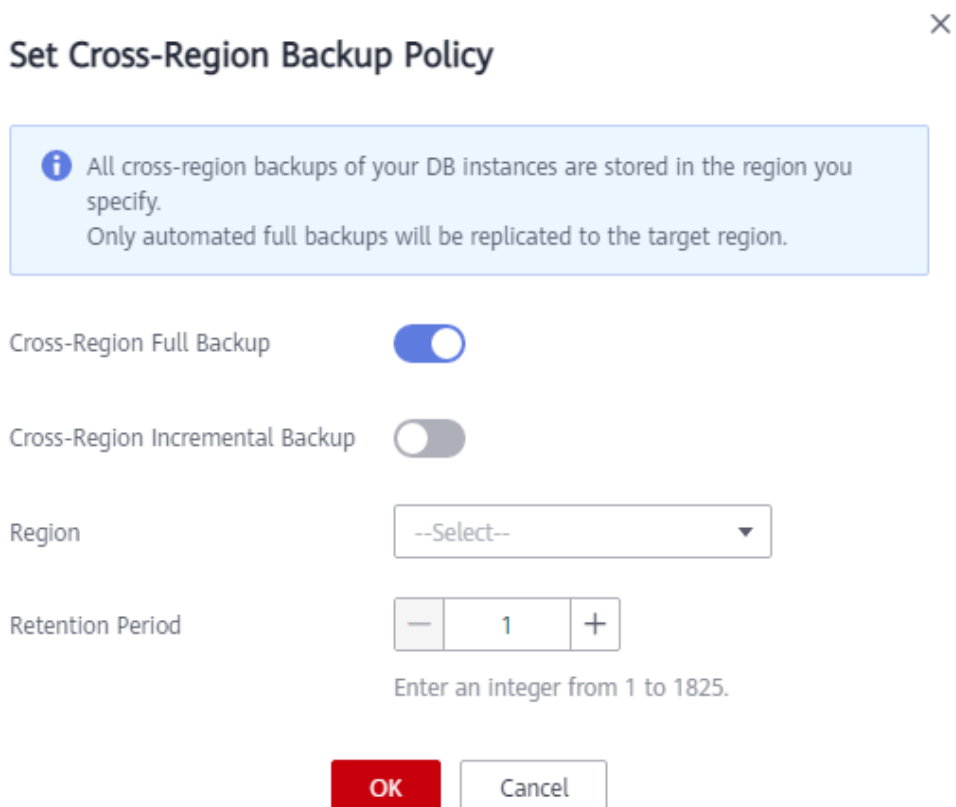 Set Cross-Region Backup Policy
All cross-region backups of your DB instances are stored in the region you
specify.
Only automated full backups will be replicated to the target region.
Cross-Region Full Backup
Cross-Region Incremental Backup
Region
--Select--
Retention Period
1
Enter an integer from 1 to 1825.
OK
Cancel